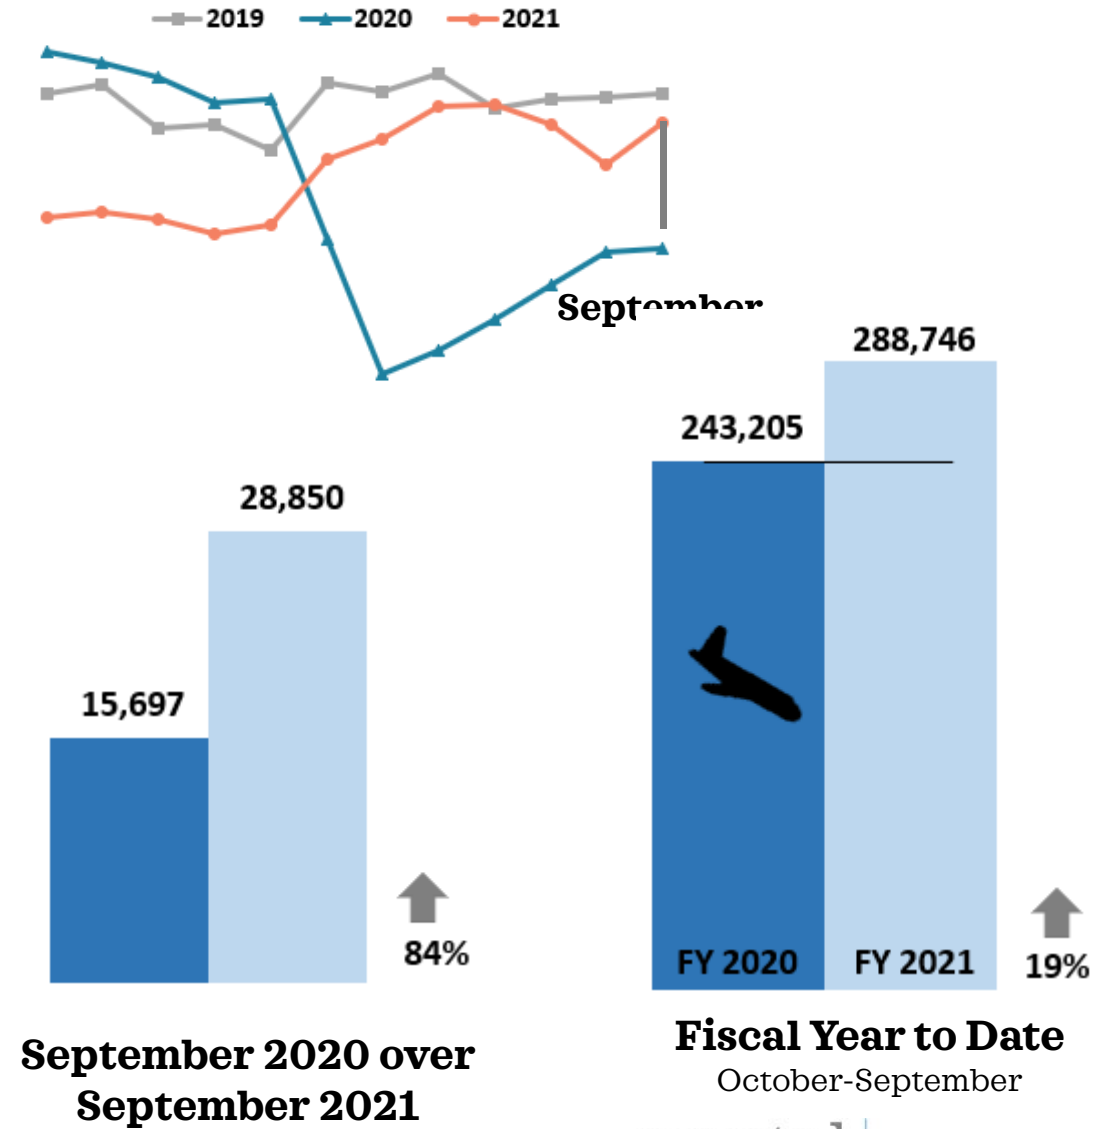 2019 2020 2021
September
288,746
243,205
28,850
15,697
84%
FY 2020 FY 2021
19%
Fiscal Year to Date
October-September
September 2020 over
September 2021